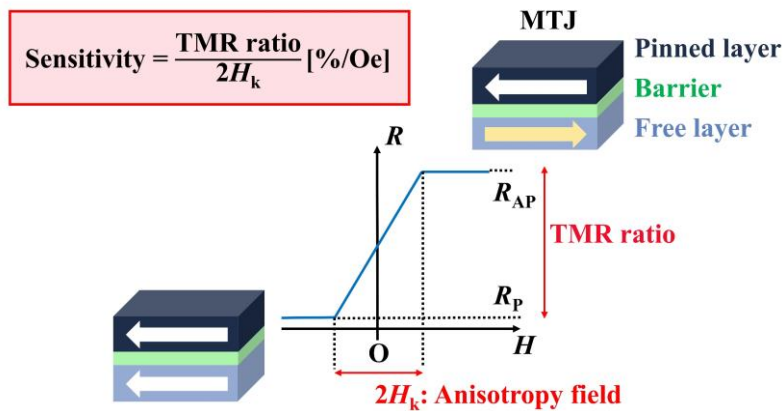 Sensitivity = TMR ratio / 2Hk [%/Oe]
MTJ
Pinned layer
Barrier
Free layer
R
RAP
TMR ratio
RP
O
H
2Hk: Anisotropy field